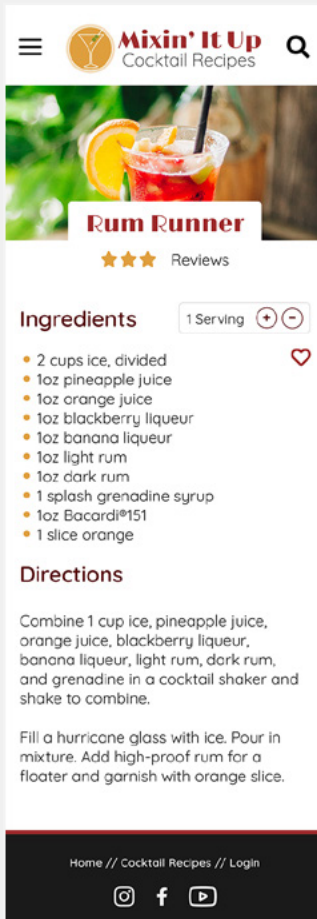 Mixin' It Up
Cocktail Recipes
Rum Runner
Reviews
Ingredients
1 Serving + -
2 cups ice, divided
1oz pineapple juice
1oz orange juice
1oz blackberry liqueur
1oz banana liqueur
1oz light rum
1oz dark rum
1 splash grenadine syrup
1oz Bacardi®151
1 slice orange
Directions
Combine 1 cup ice, pineapple juice,
orange juice, blackberry liqueur,
banana liqueur, light rum, dark rum,
and grenadine in a cocktail shaker and
shake to combine.
Fill a hurricane glass with ice. Pour in
mixture. Add high-proof rum for a
floater and garnish with orange slice.
Home // Cocktail Recipes // Login